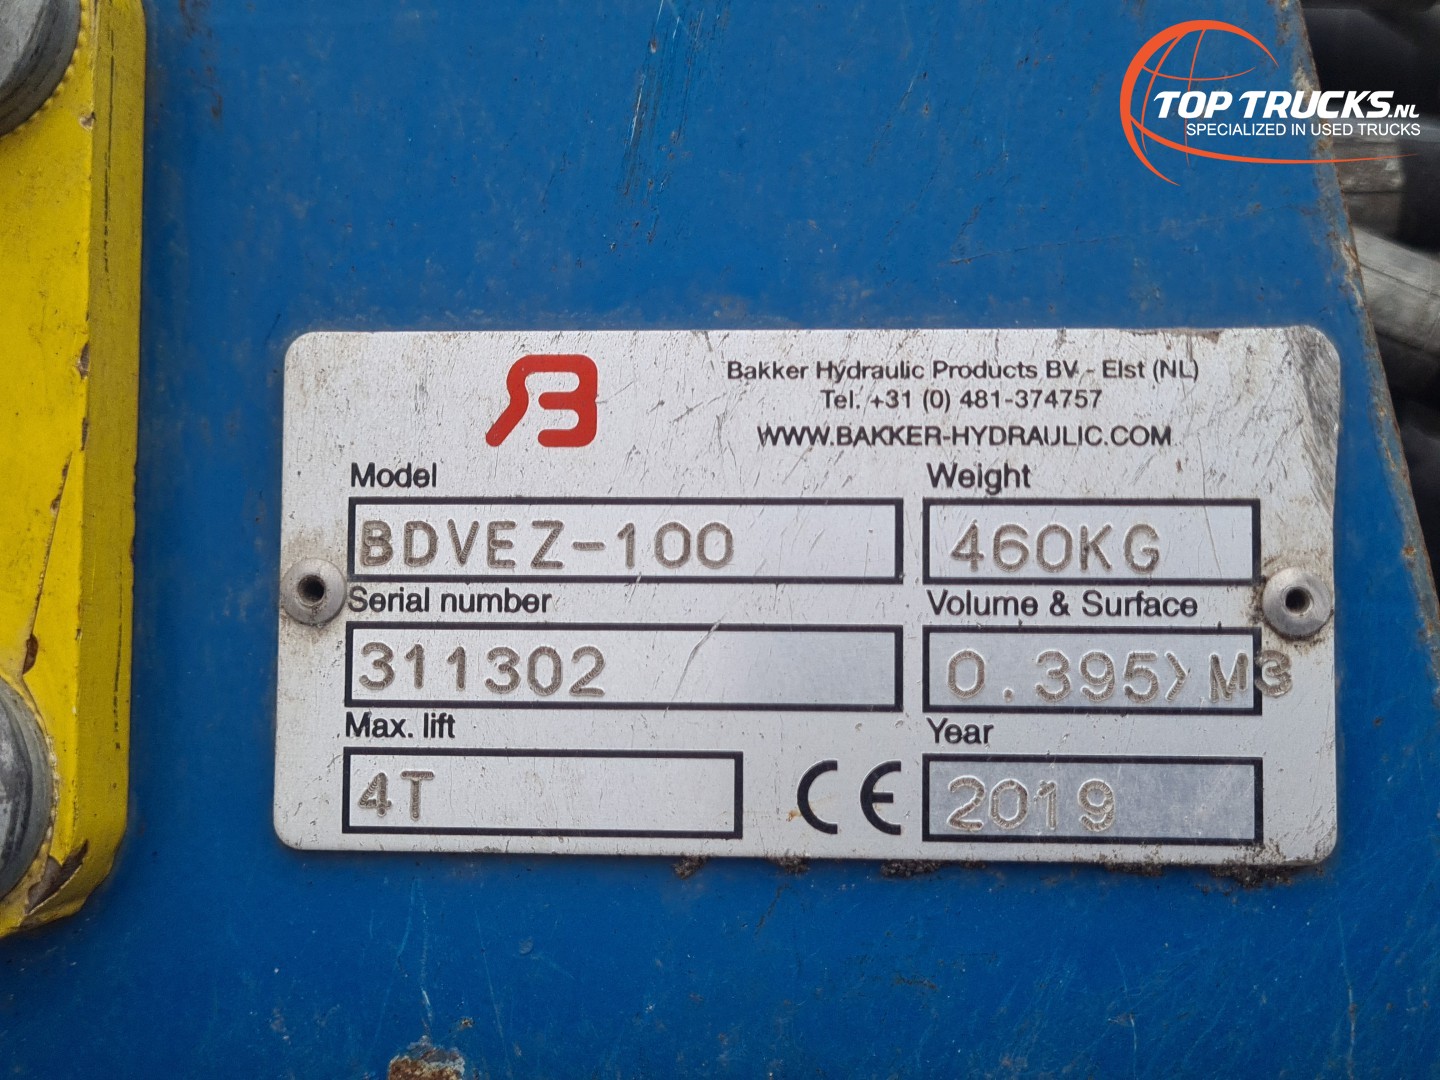 TOP TRUCKS.NL
SPECIALIZED IN USED TRUCKS
Bakker Hydraulic Products BV - Elst (NL)
Tel. +31 (0) 481-374757
WWW.BAKKER-HYDRAULIC.COM
Model
BDVEZ-100
Weight
460KG
Serial number
311302
Volume & Surface
0.395> M3
Max. lift
4T
CE
Year
2019